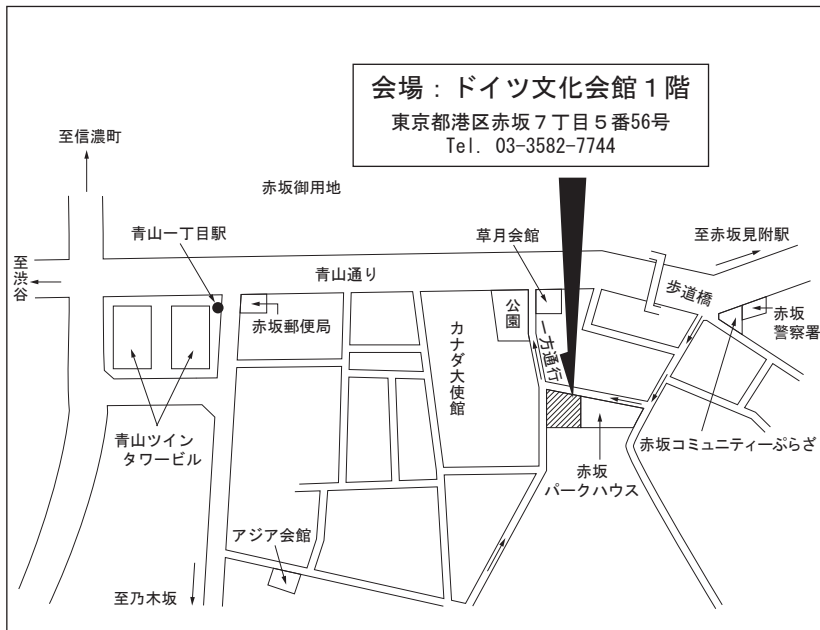 会場：ドイツ文化会館１階
東京都港区赤坂７丁目５番56号
Tel. 03-3582-7744
至信濃町
赤坂御用地
青山一丁目駅
草月会館
至赤坂見附駅
至渋谷
青山通り
歩道橋
公園
赤坂郵便局
赤坂
警察署
カナダ大使館
一方通行
青山ツイン
タワービル
赤坂コミュニティーぷらざ
赤坂
パークハウス
アジア会館
至乃木坂